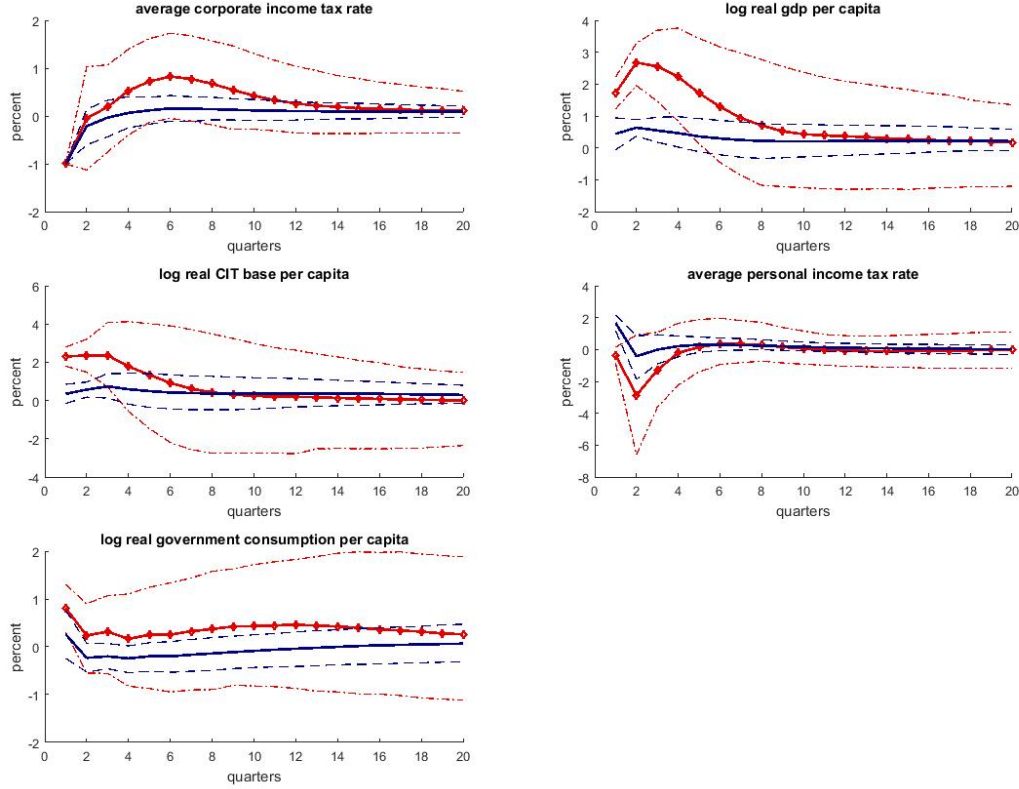 average corporate income tax rate
2
1
0
-1
-2
percent
0 2 4 6 8 10 12 14 16 18 20
quarters
log real gdp per capita
4
3
2
1
0
-1
-2
percent
0 2 4 6 8 10 12 14 16 18 20
quarters
log real CIT base per capita
6
4
2
0
-2
-4
percent
0 2 4 6 8 10 12 14 16 18 20
quarters
average personal income tax rate
4
2
0
-2
-4
-6
-8
percent
0 2 4 6 8 10 12 14 16 18 20
quarters
log real government consumption per capita
2
1
0
-1
-2
percent
0 2 4 6 8 10 12 14 16 18 20
quarters